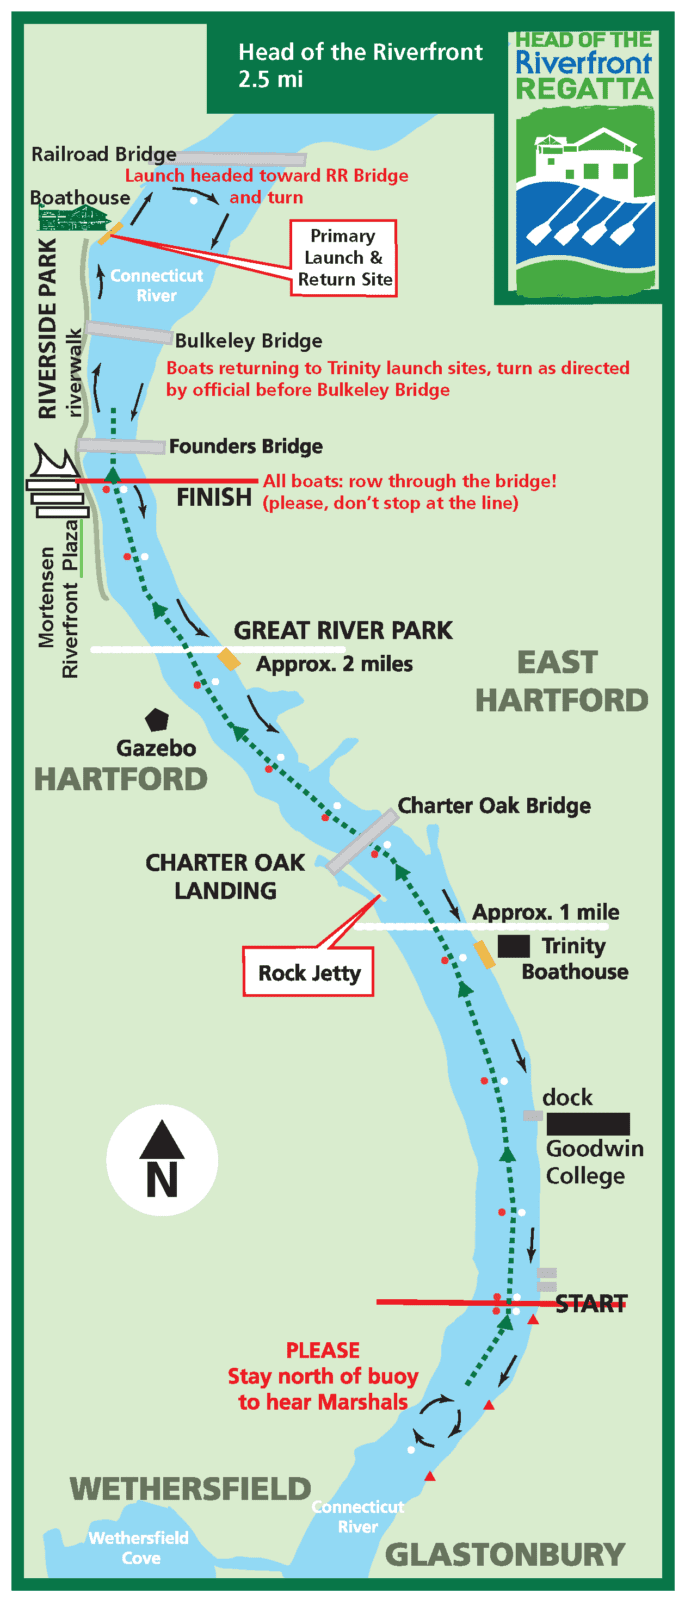 Head of the Riverfront
2.5 mi
HEAD OF THE
Riverfront
REGATTA
Railroad Bridge
Launch headed toward RR Bridge
and turn
Boathouse
Primary
Launch &
Return Site
RIVERSIDE PARK
riverwalk
Connecticut
River
Bulkeley Bridge
Boats returning to Trinity launch sites, turn as directed
by official before Bulkeley Bridge
Founders Bridge
FINISH
All boats: row through the bridge!
(please, don't stop at the line)
Mortensen
Riverfront Plaza
GREAT RIVER PARK
Approx. 2 miles
EAST
HARTFORD
Gazebo
HARTFORD
Charter Oak Bridge
CHARTER OAK
LANDING
Approx. 1 mile
Trinity
Boathouse
Rock Jetty
dock
Goodwin
College
N
START
PLEASE
Stay north of buoy
to hear Marshals
WETHERSFIELD
Connecticut
River
Wethersfield
Cove
GLASTONBURY